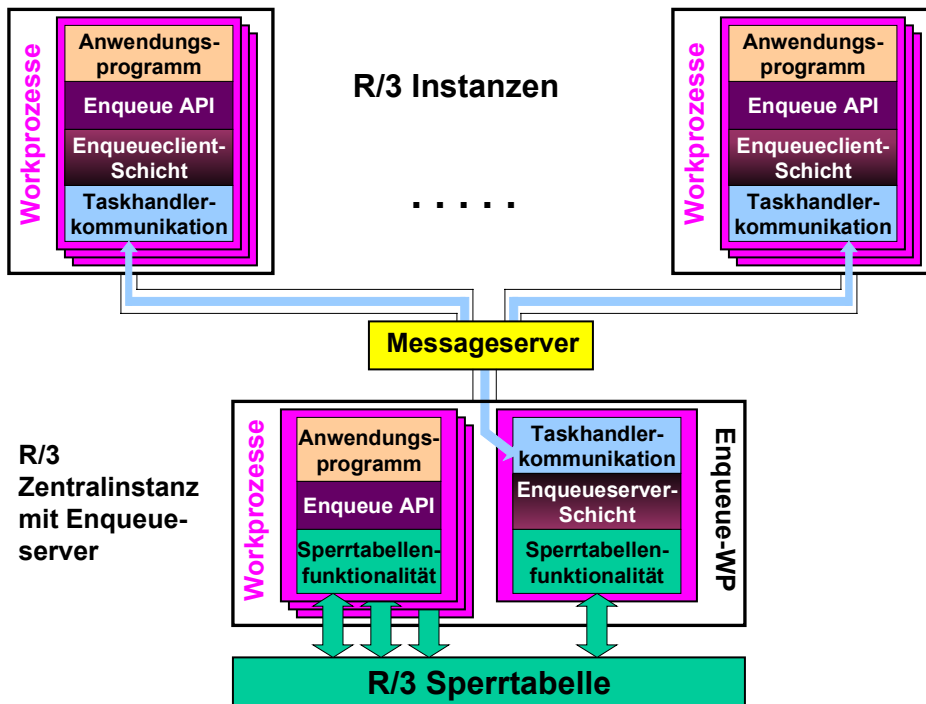 Workprozesse
Anwendungs-
programm
Enqueue API
Enqueueclient-
Schicht
Taskhandler-
kommunikation
R/3 Instanzen
. . . . .
Workprozesse
Anwendungs-
programm
Enqueue API
Enqueueclient-
Schicht
Taskhandler-
kommunikation
Messageserver
R/3
Zentralinstanz
mit Enqueue-
server
Workprozesse
Anwendungs-
programm
Enqueue API
Sperrtabellen-
funktionalität
Taskhandler-
kommunikation
Enqueueserver-
Schicht
Sperrtabellen-
funktionalität
Enqueue-WP
R/3 Sperrtabelle